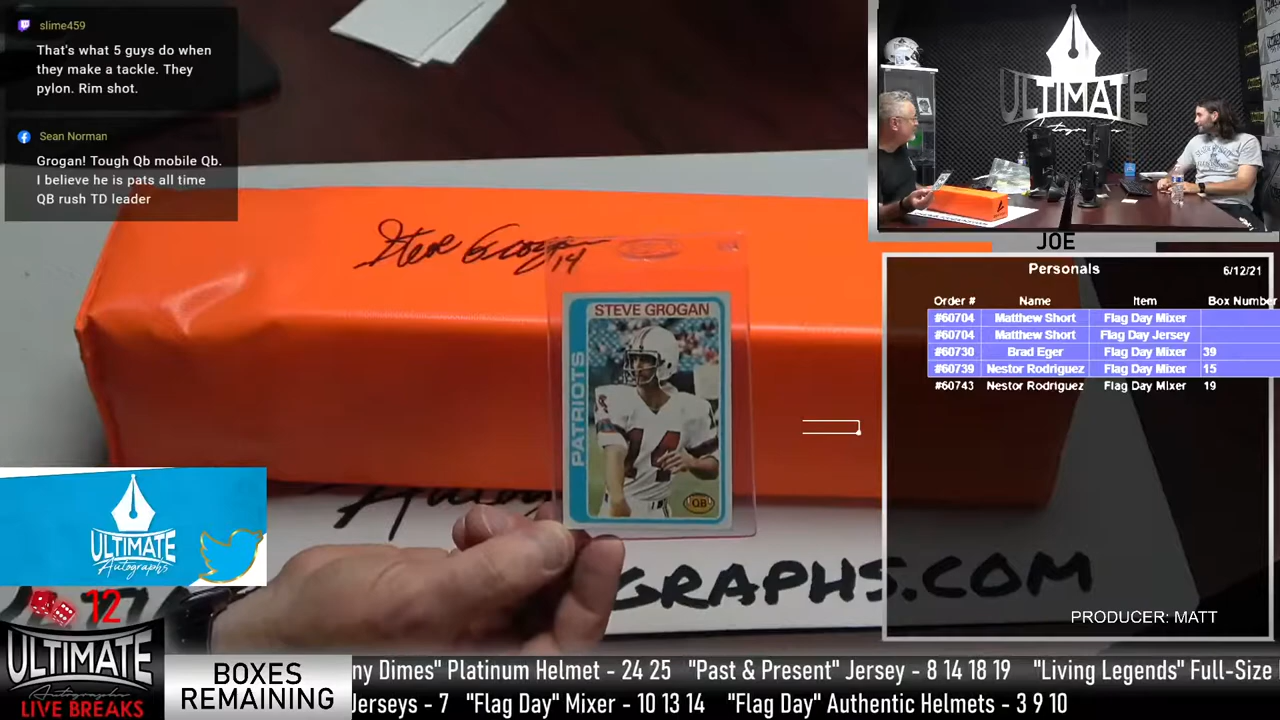 slime459
That's what 5 guys do when
they make a tackle. They
pylon. Rim shot.
Sean Norman
Grogan! Tough Qb mobile Qb.
I believe he is pats all time
QB rush TD leader
ULTIMATE
Autographs
JOE
Steve Grogan
14
STEVE GROGAN
PATRIOTS
14
QB
GRAPHS.COM
Personals
6/12/21
Order # Name Item Box Number
#60704 Matthew Short Flag Day Mixer
#60704 Matthew Short Flag Day Jersey
#60730 Brad Eger Flag Day Mixer 39
#60739 Nestor Rodriguez Flag Day Mixer 15
#60743 Nestor Rodriguez Flag Day Mixer 19
PRODUCER: MATT
ULTIMATE
Autographs
12
ULTIMATE
Autographs
LIVE BREAKS
BOXES
REMAINING
ny Dimes" Platinum Helmet - 24 25 "Past & Present" Jersey - 8 14 18 19 "Living Legends" Full-Size
Jerseys - 7 "Flag Day" Mixer - 10 13 14 "Flag Day" Authentic Helmets - 3 9 10